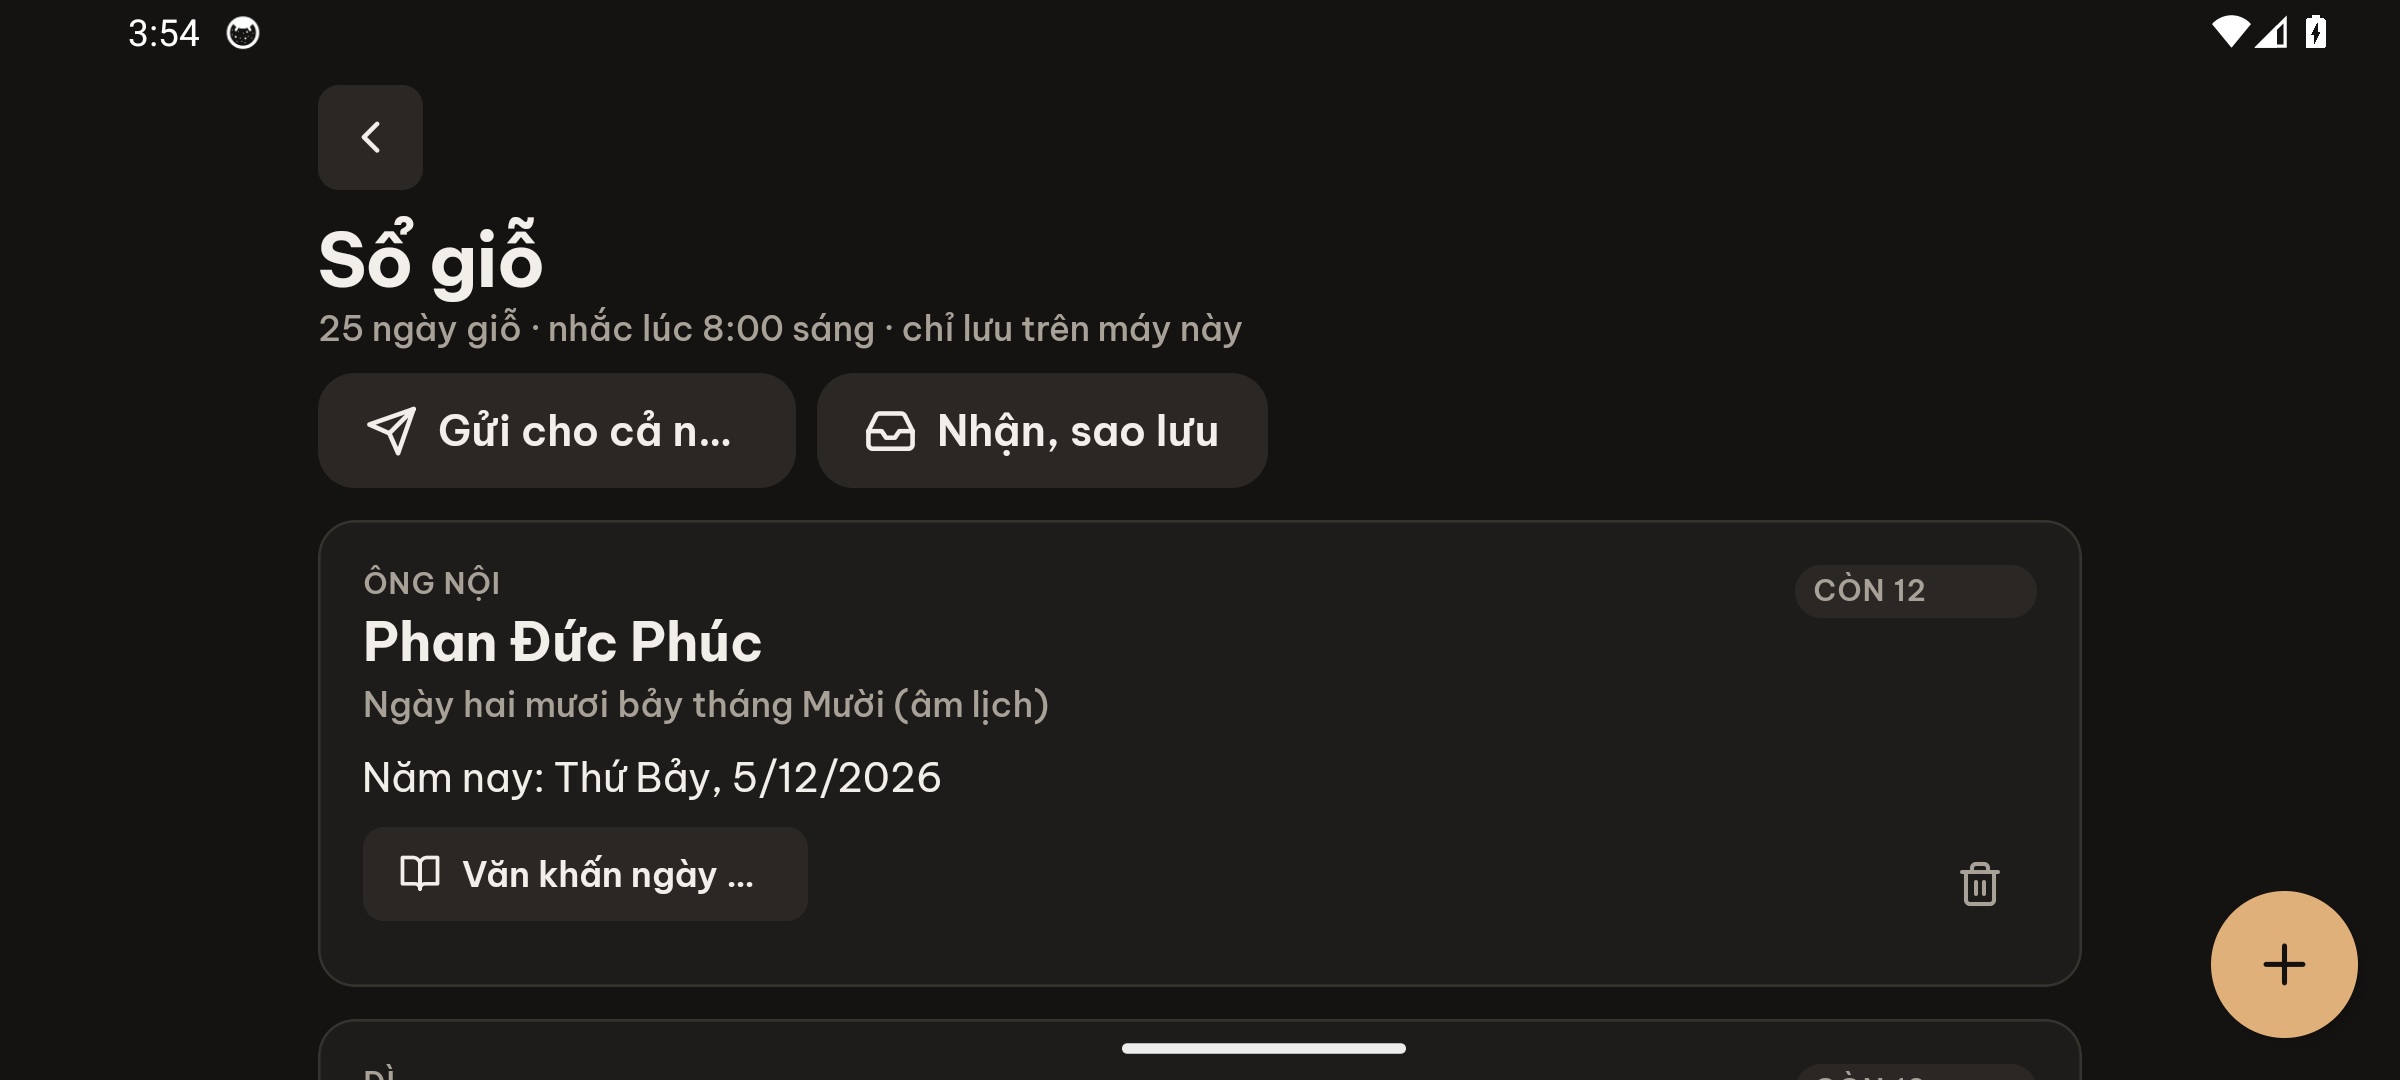 3:54
Sổ giỗ
25 ngày giỗ · nhắc lúc 8:00 sáng · chỉ lưu trên máy này
Gửi cho cả n...
Nhận, sao lưu
ÔNG NỘI
CÒN 12
Phan Đức Phúc
Ngày hai mươi bảy tháng Mười (âm lịch)
Năm nay: Thứ Bảy, 5/12/2026
Văn khấn ngày ...
DÌ